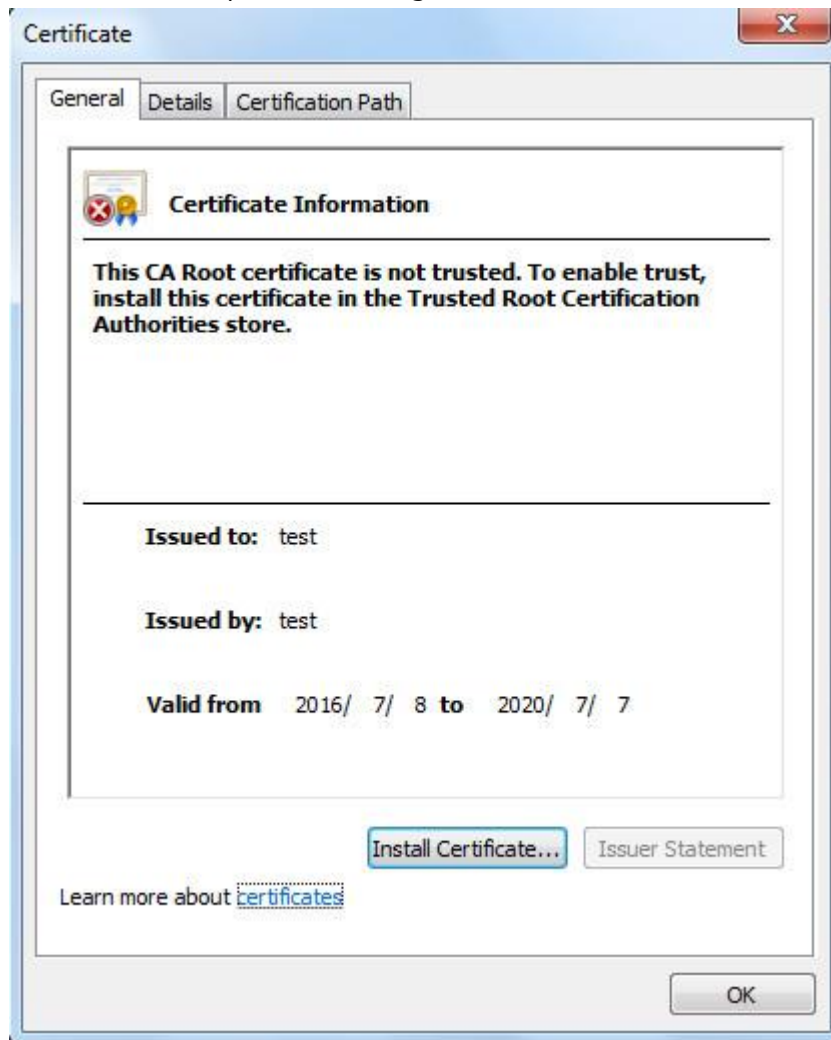 Certificate
General Details Certification Path
Certificate Information
This CA Root certificate is not trusted. To enable trust,
install this certificate in the Trusted Root Certification
Authorities store.
Issued to: test
Issued by: test
Valid from 2016/ 7/ 8 to 2020/ 7/ 7
Install Certificate... Issuer Statement
Learn more about certificates
OK